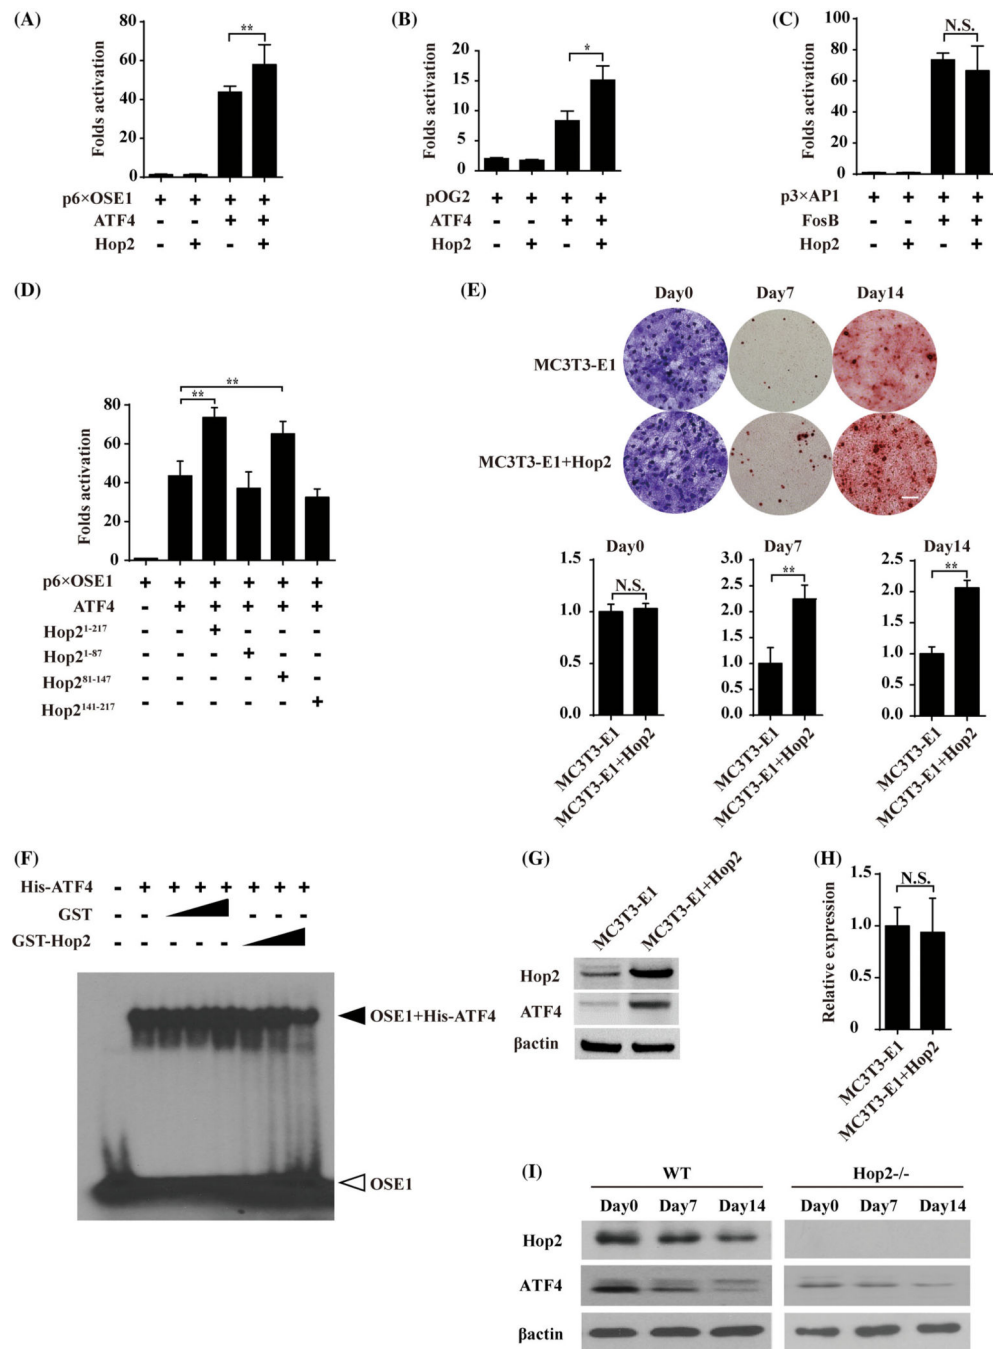 (A)
Folds activation
80
60
40
20
0
**
p6×OSE1 + + + +
ATF4 - - + +
Hop2 - + - +
(B)
Folds activation
20
15
10
5
0
*
pOG2 + + + +
ATF4 - - + +
Hop2 - + - +
(C)
Folds activation
100
80
60
40
20
0
N.S.
p3×AP1 + + + +
FosB - - + +
Hop2 - + - +
(D)
Folds activation
80
60
40
20
0
**
**
p6×OSE1 + + + + + +
ATF4 - + + + + +
Hop2¹⁻²¹⁷ - - + - - -
Hop2¹⁻⁸⁷ - - - + - -
Hop2⁸¹⁻¹⁴⁷ - - - - + -
Hop2¹⁴¹⁻²¹⁷ - - - - - +
(E)
Day0 Day7 Day14
MC3T3-E1
MC3T3-E1+Hop2
Day0
1.5
1.0
0.5
0.0
N.S.
MC3T3-E1
MC3T3-E1+Hop2
Day7
3.0
2.5
2.0
1.5
1.0
0.5
0.0
**
MC3T3-E1
MC3T3-E1+Hop2
Day14
2.5
2.0
1.5
1.0
0.5
0.0
**
MC3T3-E1
MC3T3-E1+Hop2
(F)
His-ATF4 - + + + + + + +
GST - - - - -
GST-Hop2 - - - - -
OSE1+His-ATF4
OSE1
(G)
MC3T3-E1
MC3T3-E1+Hop2
Hop2
ATF4
βactin
(H)
Relative expression
1.5
1.0
0.5
0.0
N.S.
MC3T3-E1
MC3T3-E1+Hop2
(I)
WT Hop2-/-
Day0 Day7 Day14 Day0 Day7 Day14
Hop2
ATF4
βactin